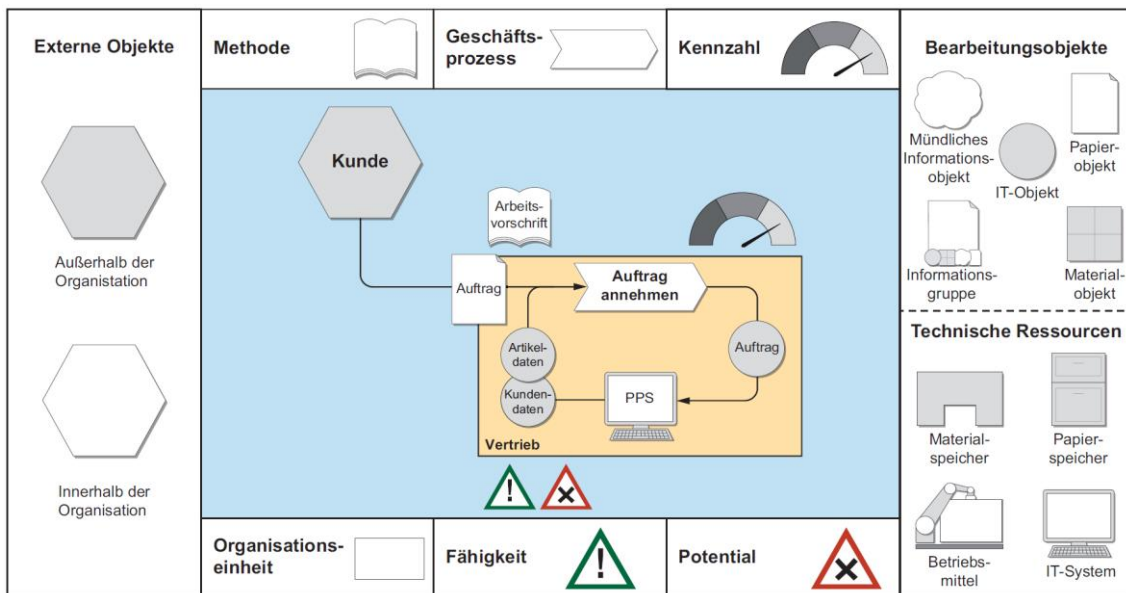 Externe Objekte
Außerhalb der
Organistation
Innerhalb der
Organisation
Methode
Geschäfts-
prozess
Kennzahl
Kunde
Arbeits-
vorschrift
Auftrag
Auftrag
annehmen
Artikel-
daten
Auftrag
Kunden-
daten
PPS
Vertrieb
!
×
Organisations-
einheit
Fähigkeit
!
Potential
×
Bearbeitungsobjekte
Mündliches
Informations-
objekt
IT-Objekt
Papier-
objekt
Informations-
gruppe
Material-
objekt
Technische Ressourcen
Material-
speicher
Papier-
speicher
Betriebs-
mittel
IT-System